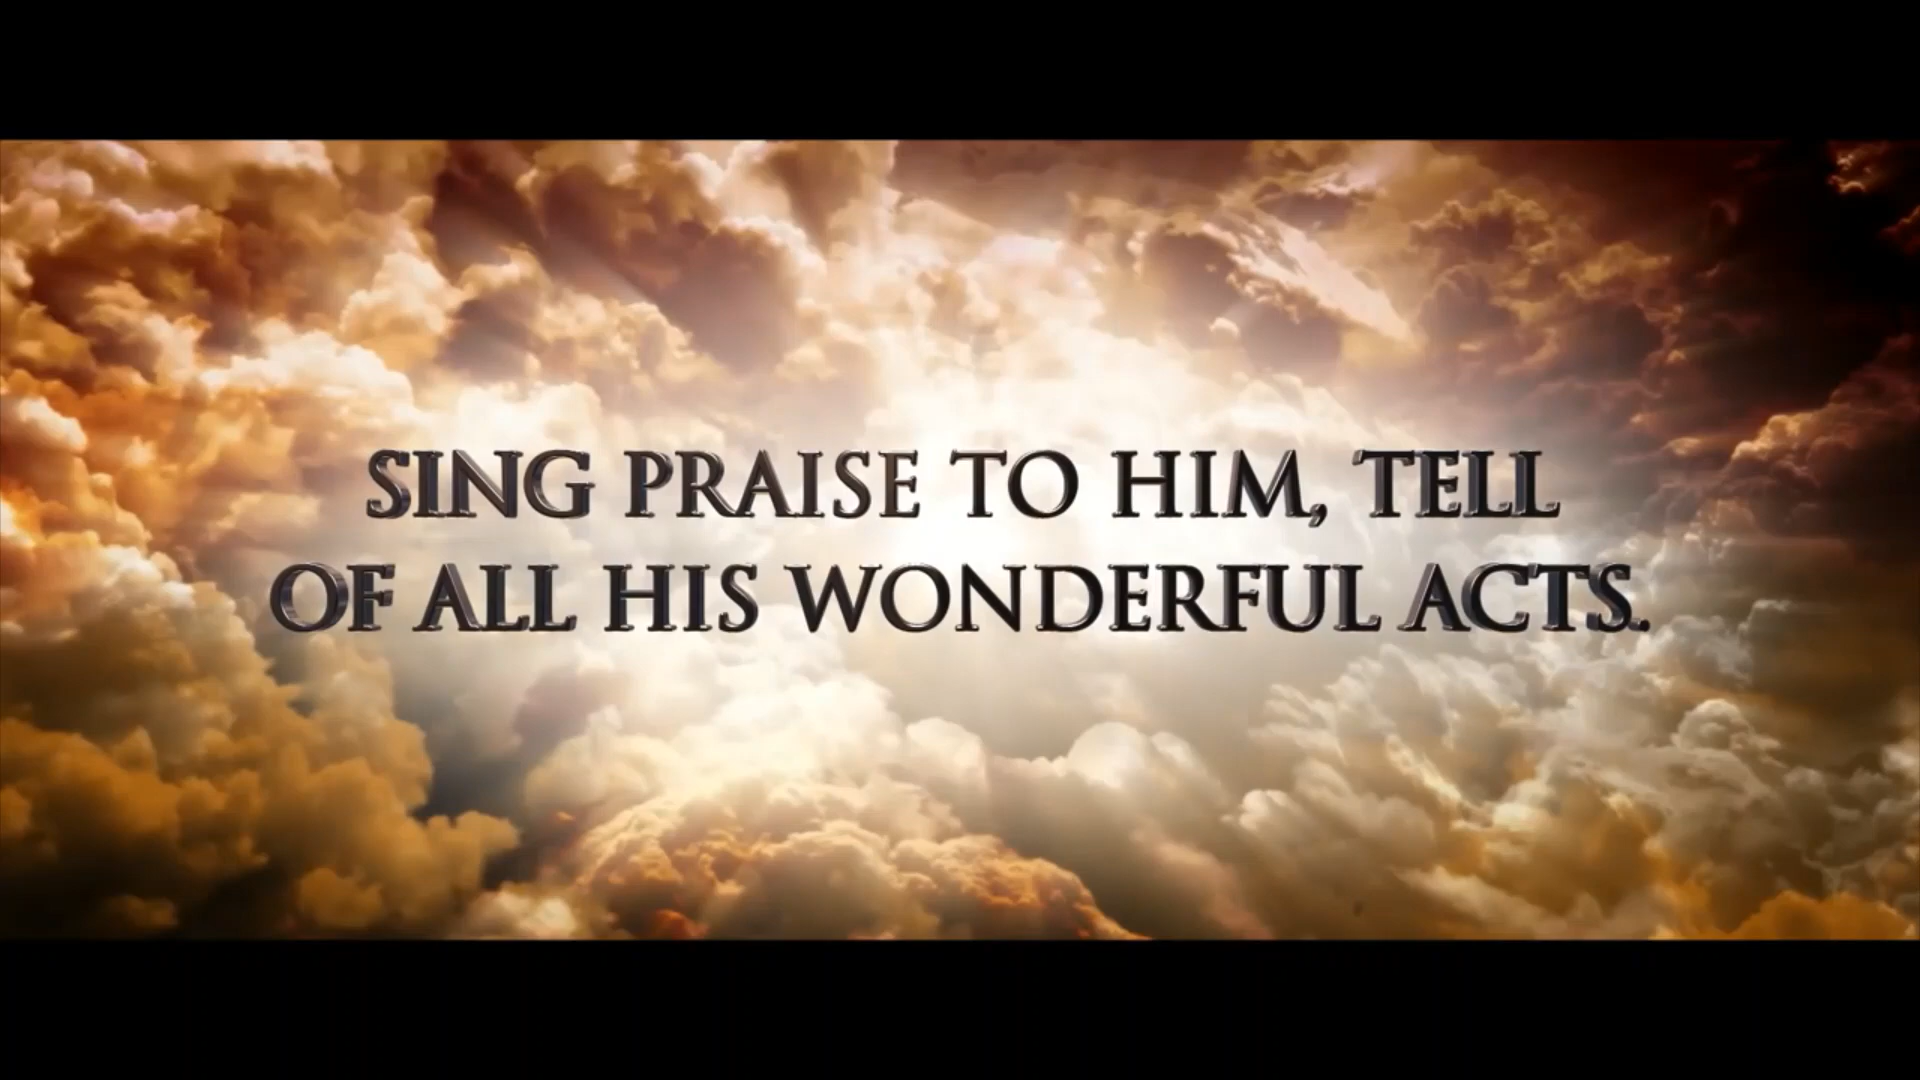 SING PRAISE TO HIM, TELL
OF ALL HIS WONDERFUL ACTS.